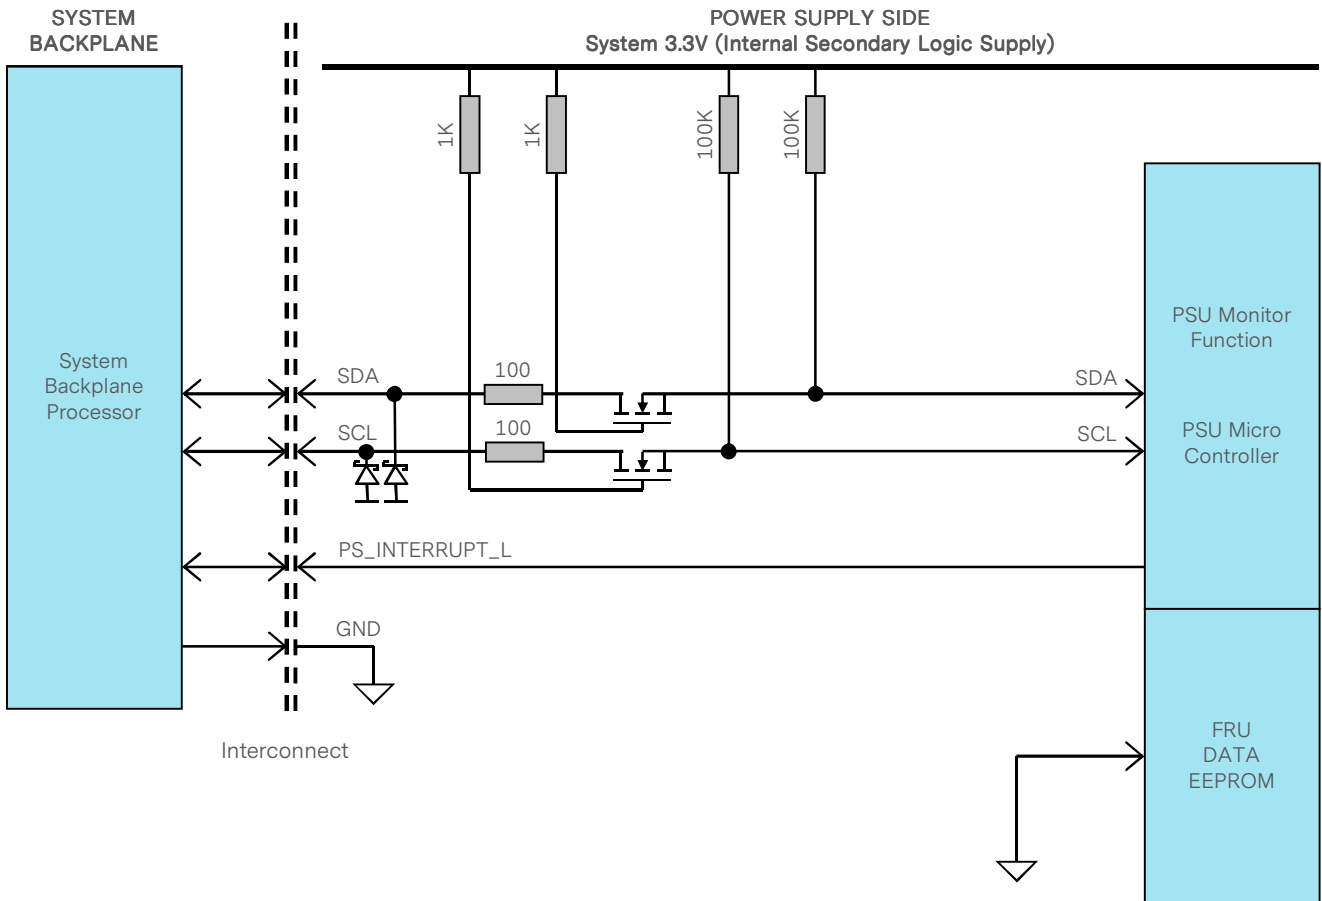 SYSTEM
BACKPLANE
POWER SUPPLY SIDE
System 3.3V (Internal Secondary Logic Supply)
1K
1K
100K
100K
System
Backplane
Processor
SDA
100
SCL
100
SDA
SCL
PSU Monitor
Function
PSU Micro
Controller
PS_INTERRUPT_L
GND
Interconnect
FRU
DATA
EEPROM